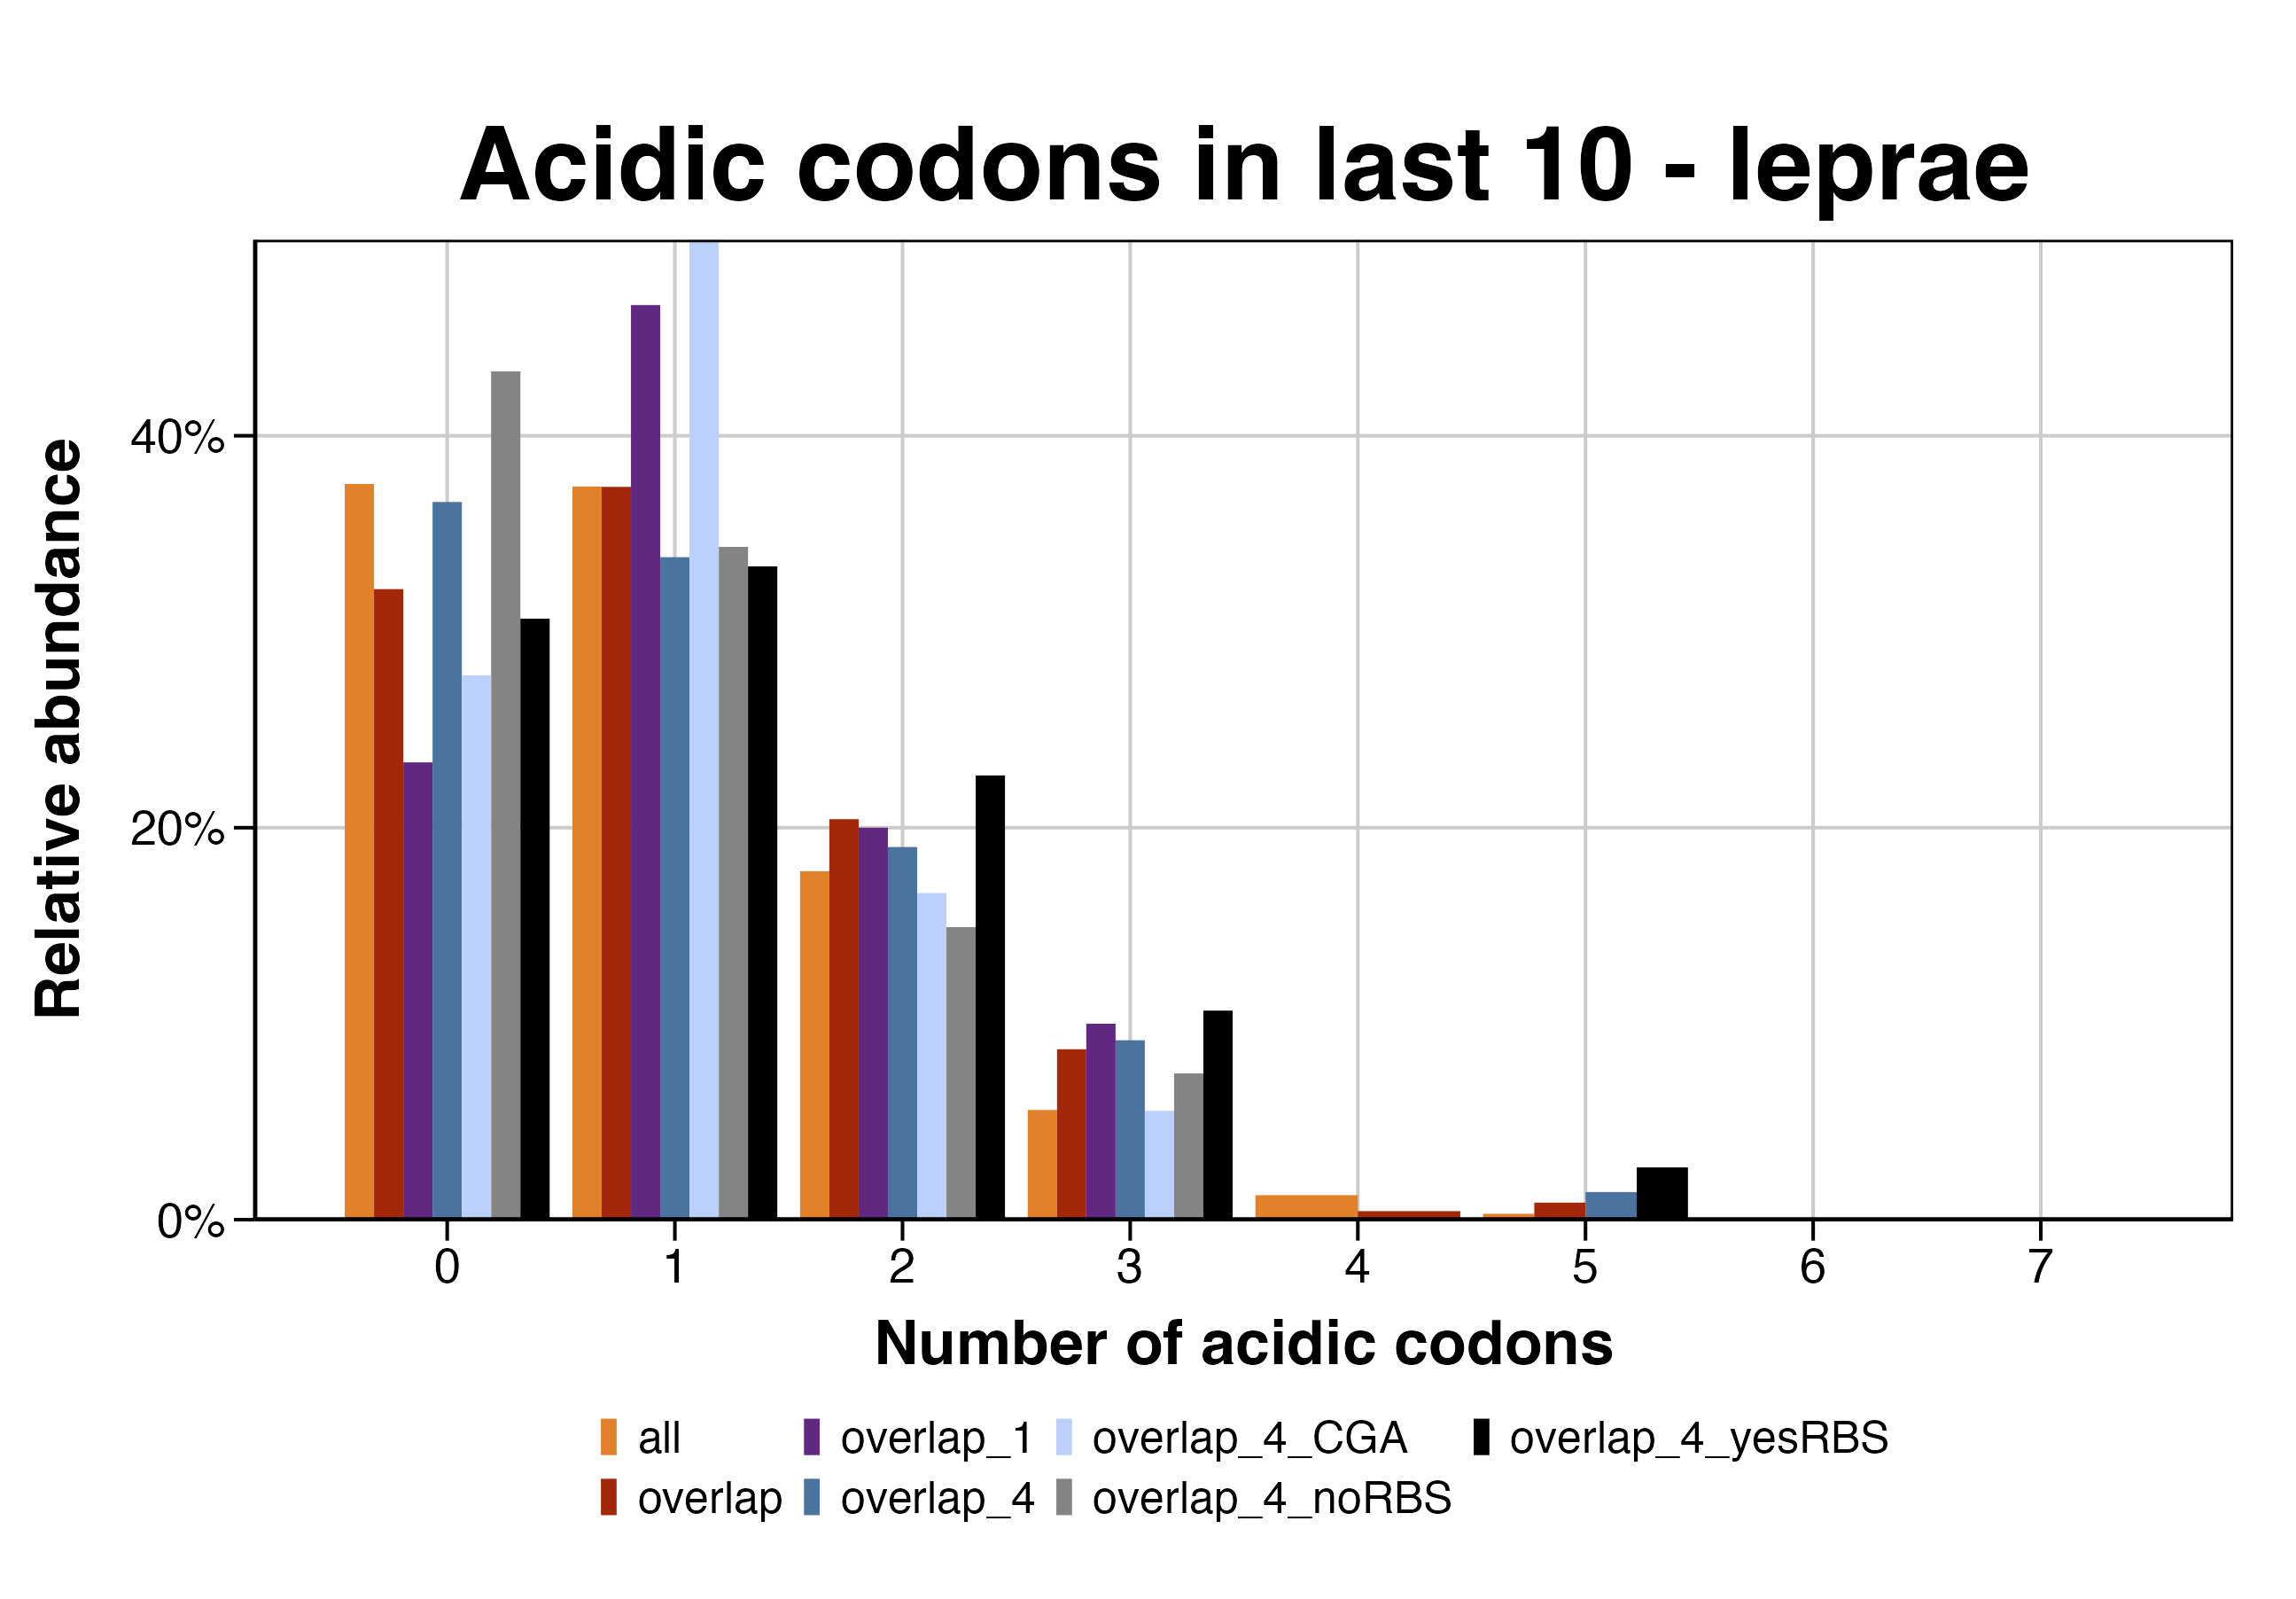 Acidic codons in last 10 - leprae
Relative abundance
40%
20%
0%
0 1 2 3 4 5 6 7
Number of acidic codons
all overlap_1 overlap_4_CGA overlap_4_yesRBS
overlap overlap_4 overlap_4_noRBS